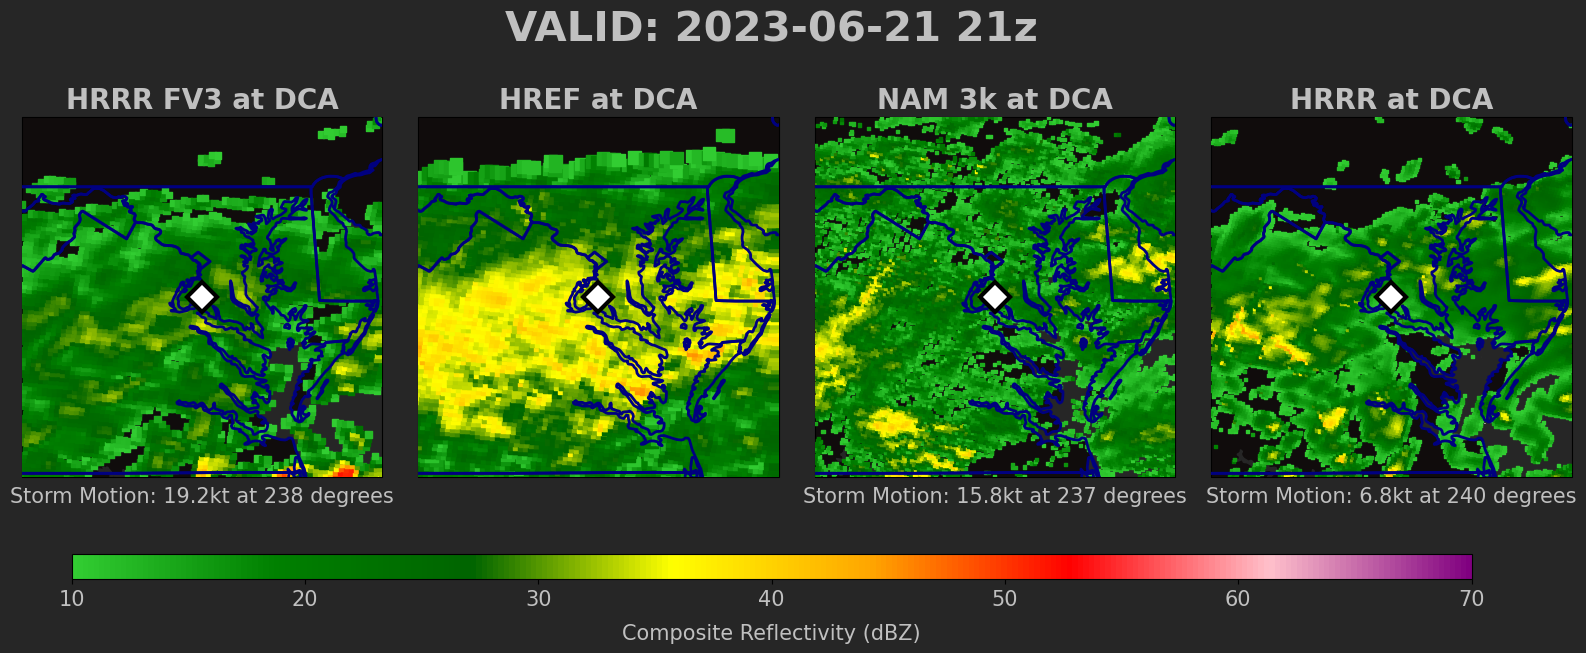 VALID: 2023-06-21 21z
HRRR FV3 at DCA
HREF at DCA
NAM 3k at DCA
HRRR at DCA
Storm Motion: 19.2kt at 238 degrees
Storm Motion: 15.8kt at 237 degrees
Storm Motion: 6.8kt at 240 degrees
10 20 30 40 50 60 70
Composite Reflectivity (dBZ)